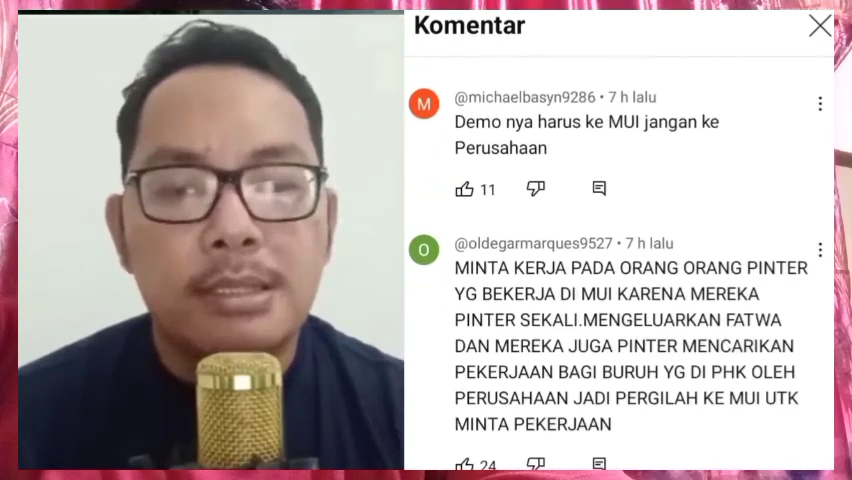 Komentar
M
@michaelbasyn9286 • 7 h lalu
Demo nya harus ke MUI jangan ke
Perusahaan
11
O
@oldegarmarques9527 • 7 h lalu
MINTA KERJA PADA ORANG ORANG PINTER
YG BEKERJA DI MUI KARENA MEREKA
PINTER SEKALI.MENGELUARKAN FATWA
DAN MEREKA JUGA PINTER MENCARIKAN
PEKERJAAN BAGI BURUH YG DI PHK OLEH
PERUSAHAAN JADI PERGILAH KE MUI UTK
MINTA PEKERJAAN
24